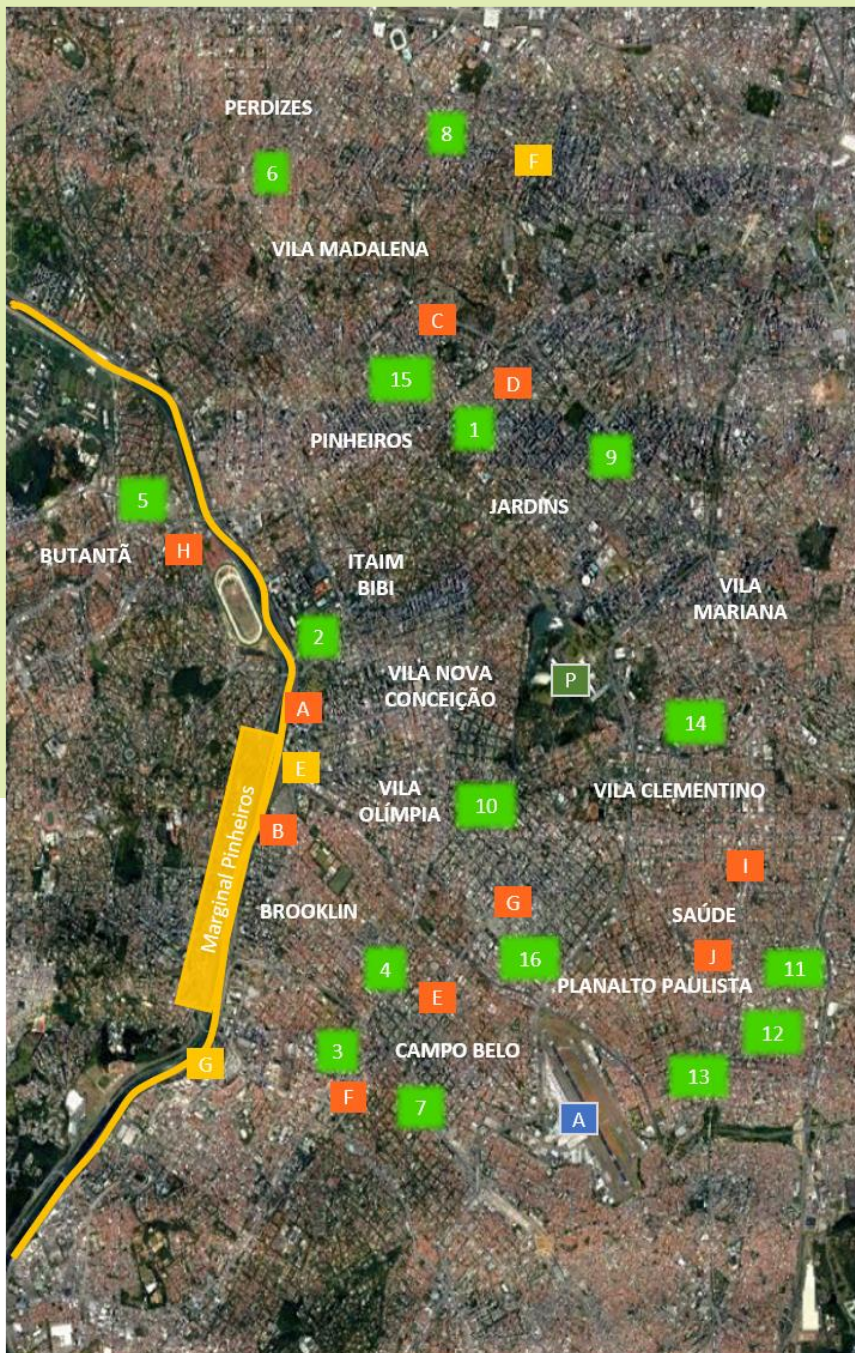 PERDIZES
8
F
6
VILA MADALENA
C
15
D
1
PINHEIROS
9
JARDINS
5
H
BUTANTÃ
ITAIM
BIBI
VILA
MARIANA
2
VILA NOVA
CONCEIÇÃO
P
A
14
E
Marginal Pinheiros
VILA
OLÍMPIA
10
VILA CLEMENTINO
B
I
G
BROOKLIN
SAÚDE
4
16
J
11
PLANALTO PAULISTA
E
12
3
CAMPO BELO
G
13
F
7
A